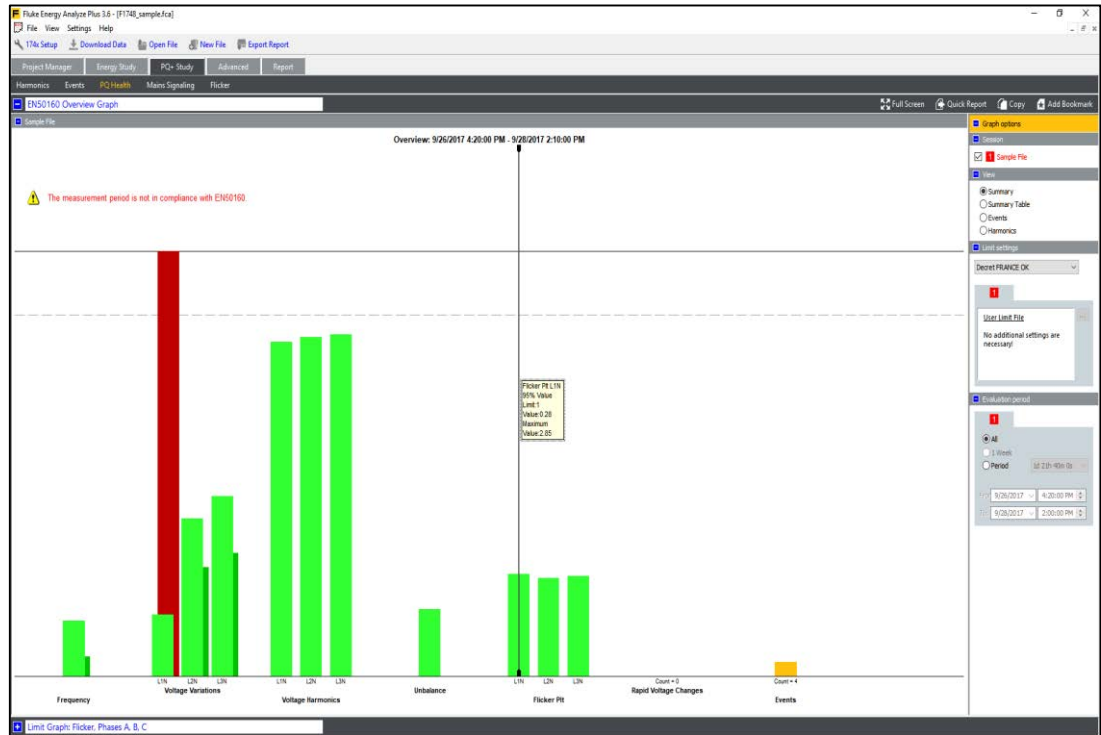 Fluke Energy Analyze Plus 3.6 - [F1748_sample.fca]
File View Settings Help
174x Setup Download Data Open File New File Export Report
Project Manager Energy Study PQ+ Study Advanced Report
Harmonics Events PQ Health Mains Signaling Flicker
EN50160 Overview Graph
Full Screen Quick Report Copy Add Bookmark
Sample File
Overview: 9/26/2017 4:20:00 PM - 9/28/2017 2:10:00 PM
The measurement period is not in compliance with EN50160.
Flicker Plt L1N
95% Value
Limit:1
Value:0.28
Maximum
Value:2.85
L1N L2N L3N
Voltage Variations
L1N L2N L3N
Voltage Harmonics
Frequency
Unbalance
L1N L2N L3N
Flicker Plt
Count = 0
Rapid Voltage Changes
Count = 4
Events
Graph options
Session
1 Sample File
View
Summary
Summary Table
Events
Harmonics
Limit settings
Decret FRANCE OK
1
User Limit File
...
No additional settings are
necessary!
Evaluation period
1
All
1 Week
Period 1d 21h 40m 0s
9/26/2017 4:20:00 PM
9/28/2017 2:00:00 PM
Limit Graph: Flicker, Phases A, B, C